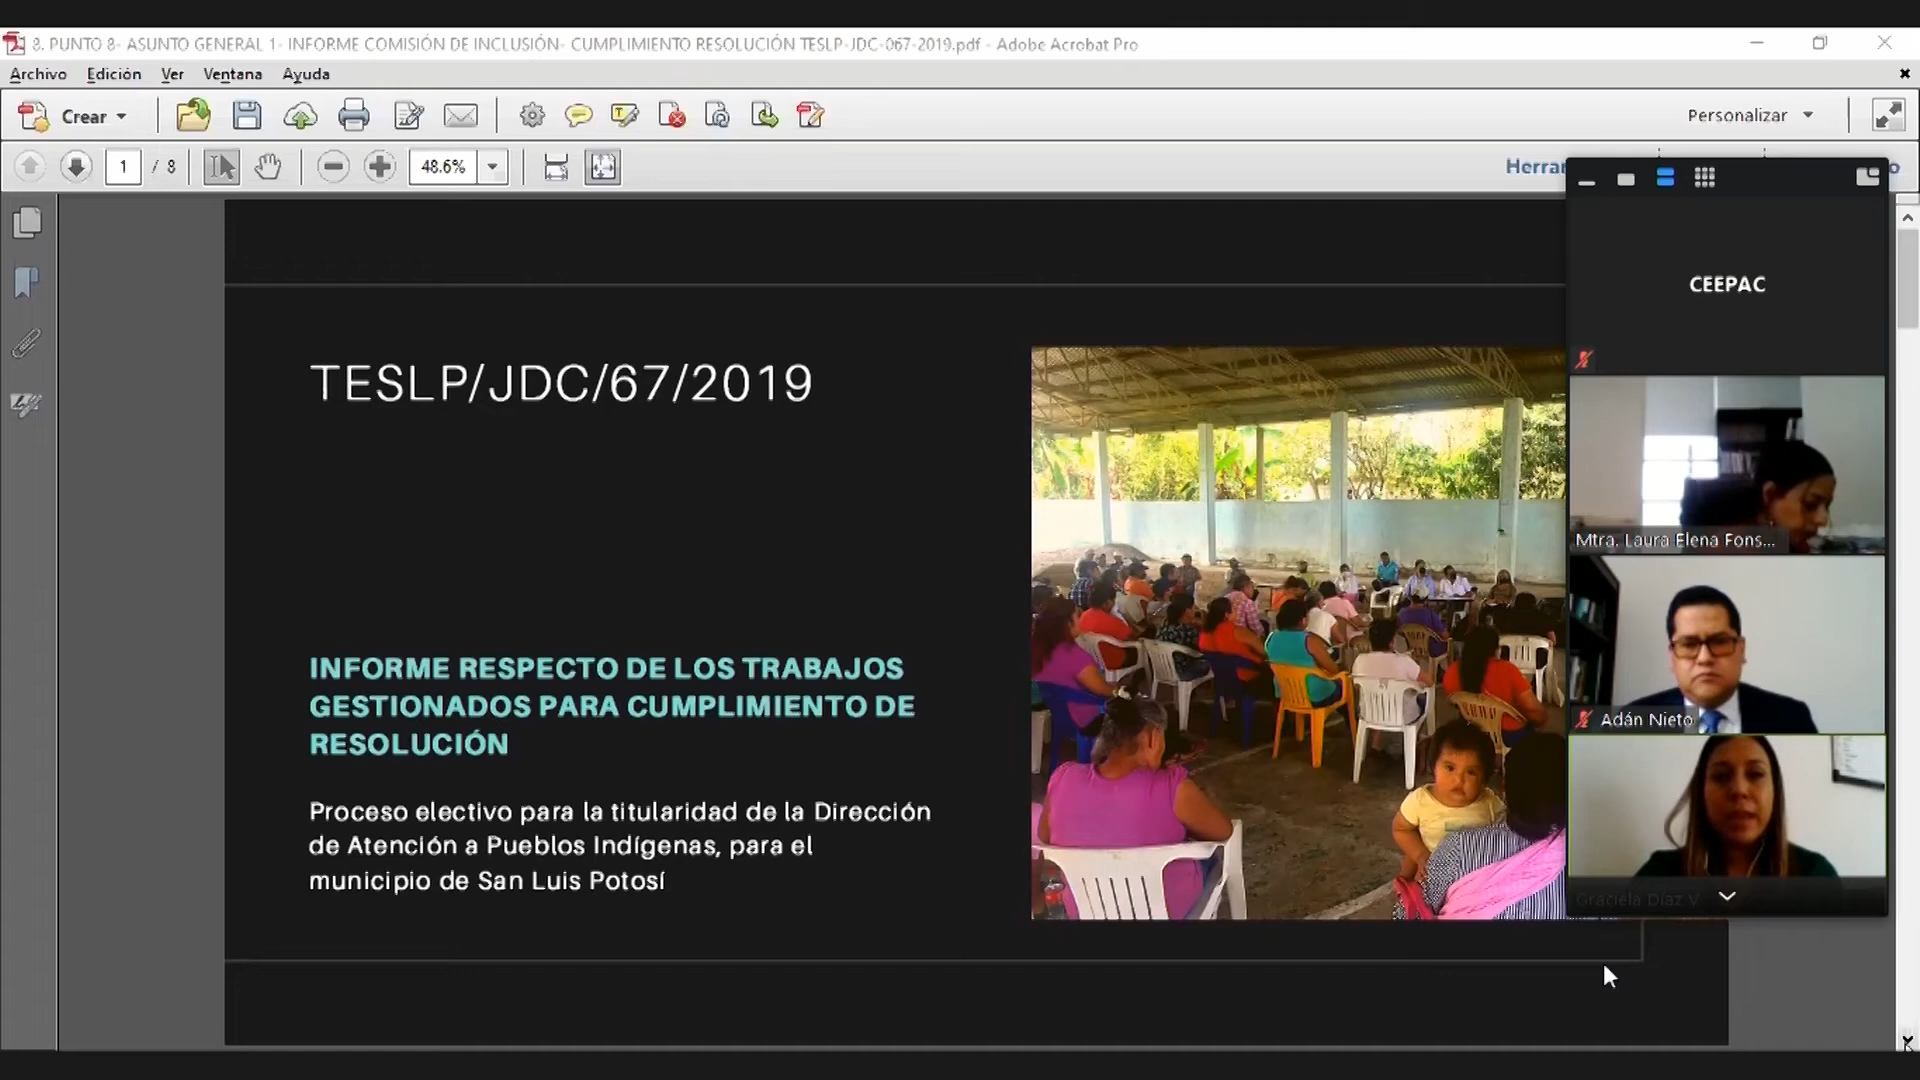 8. PUNTO 8- ASUNTO GENERAL 1- INFORME COMISIÓN DE INCLUSIÓN- CUMPLIMIENTO RESOLUCIÓN TESLP-JDC-067-2019.pdf - Adobe Acrobat Pro
Archivo Edición Ver Ventana Ayuda
Crear
Personalizar
1 / 8
48.6%
CEEPAC
TESLP/JDC/67/2019
Mtra. Laura Elena Fons...
Adán Nieto
INFORME RESPECTO DE LOS TRABAJOS
GESTIONADOS PARA CUMPLIMIENTO DE
RESOLUCIÓN
Proceso electivo para la titularidad de la Dirección
de Atención a Pueblos Indígenas, para el
municipio de San Luis Potosí
Graciela Díaz V